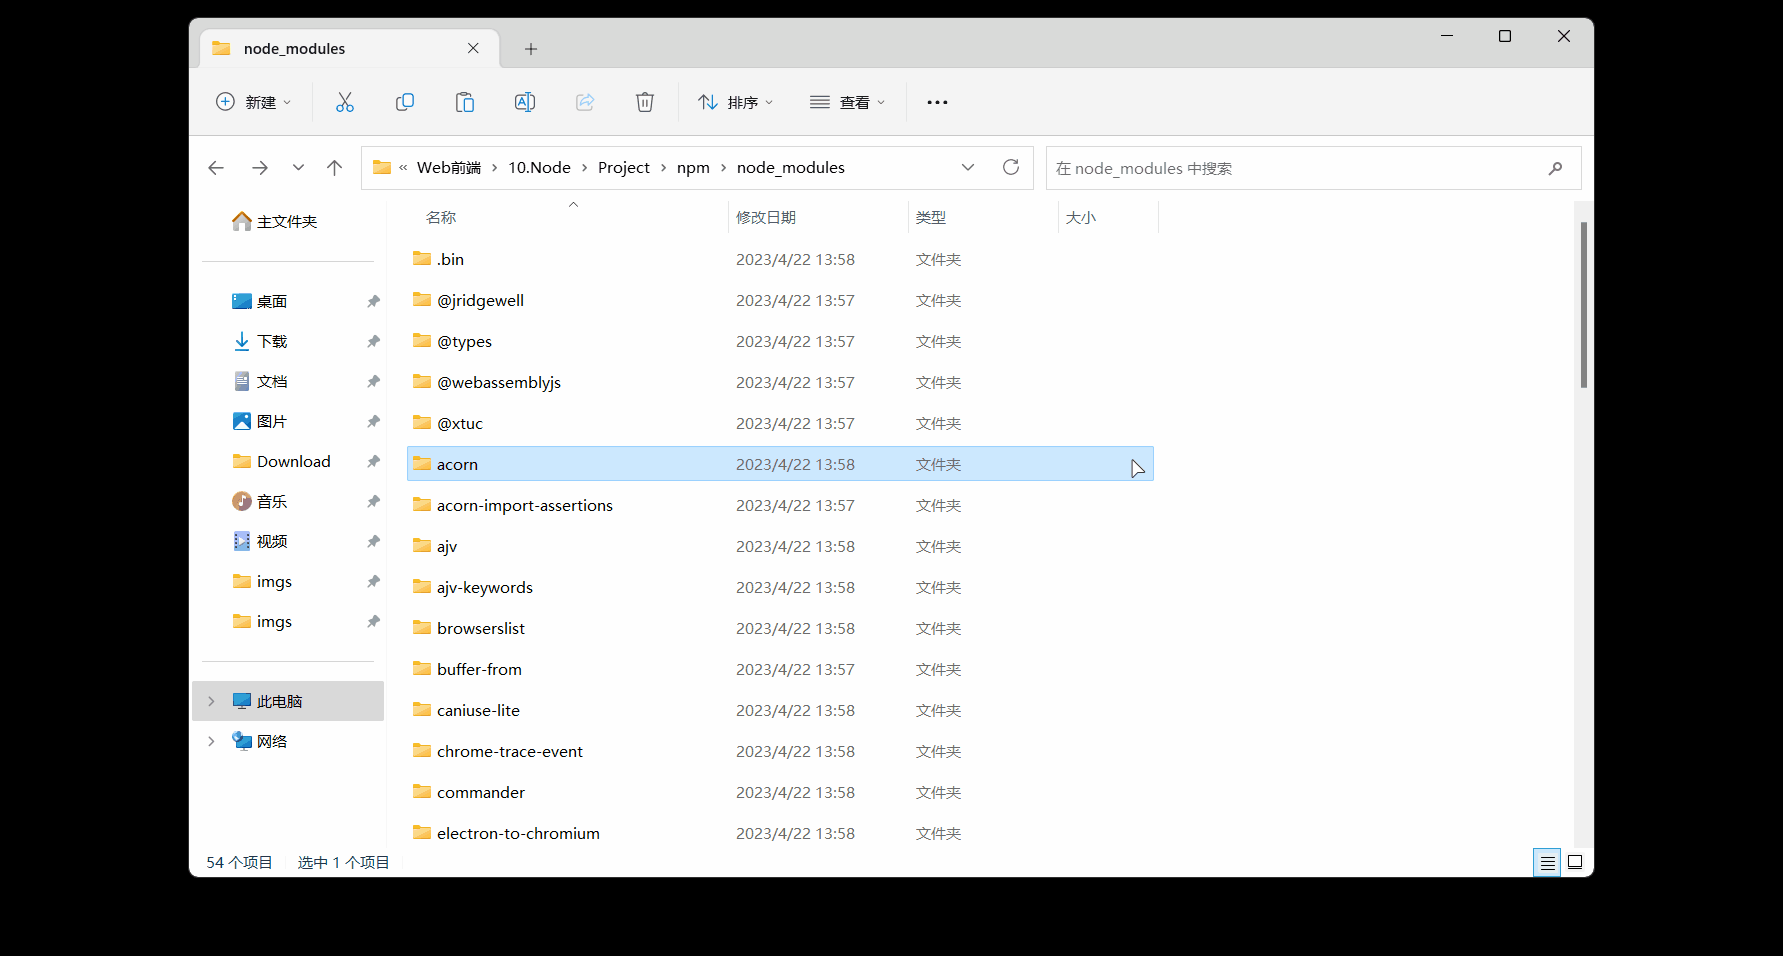 node_modules
新建
排序
查看
« Web前端 › 10.Node › Project › npm › node_modules
在 node_modules 中搜索
主文件夹
桌面
下载
文档
图片
Download
音乐
视频
imgs
imgs
此电脑
网络
名称 修改日期 类型 大小
.bin 2023/4/22 13:58 文件夹
@jridgewell 2023/4/22 13:57 文件夹
@types 2023/4/22 13:57 文件夹
@webassemblyjs 2023/4/22 13:57 文件夹
@xtuc 2023/4/22 13:57 文件夹
acorn 2023/4/22 13:58 文件夹
acorn-import-assertions 2023/4/22 13:57 文件夹
ajv 2023/4/22 13:58 文件夹
ajv-keywords 2023/4/22 13:58 文件夹
browserslist 2023/4/22 13:58 文件夹
buffer-from 2023/4/22 13:57 文件夹
caniuse-lite 2023/4/22 13:58 文件夹
chrome-trace-event 2023/4/22 13:58 文件夹
commander 2023/4/22 13:58 文件夹
electron-to-chromium 2023/4/22 13:58 文件夹
54 个项目 选中 1 个项目